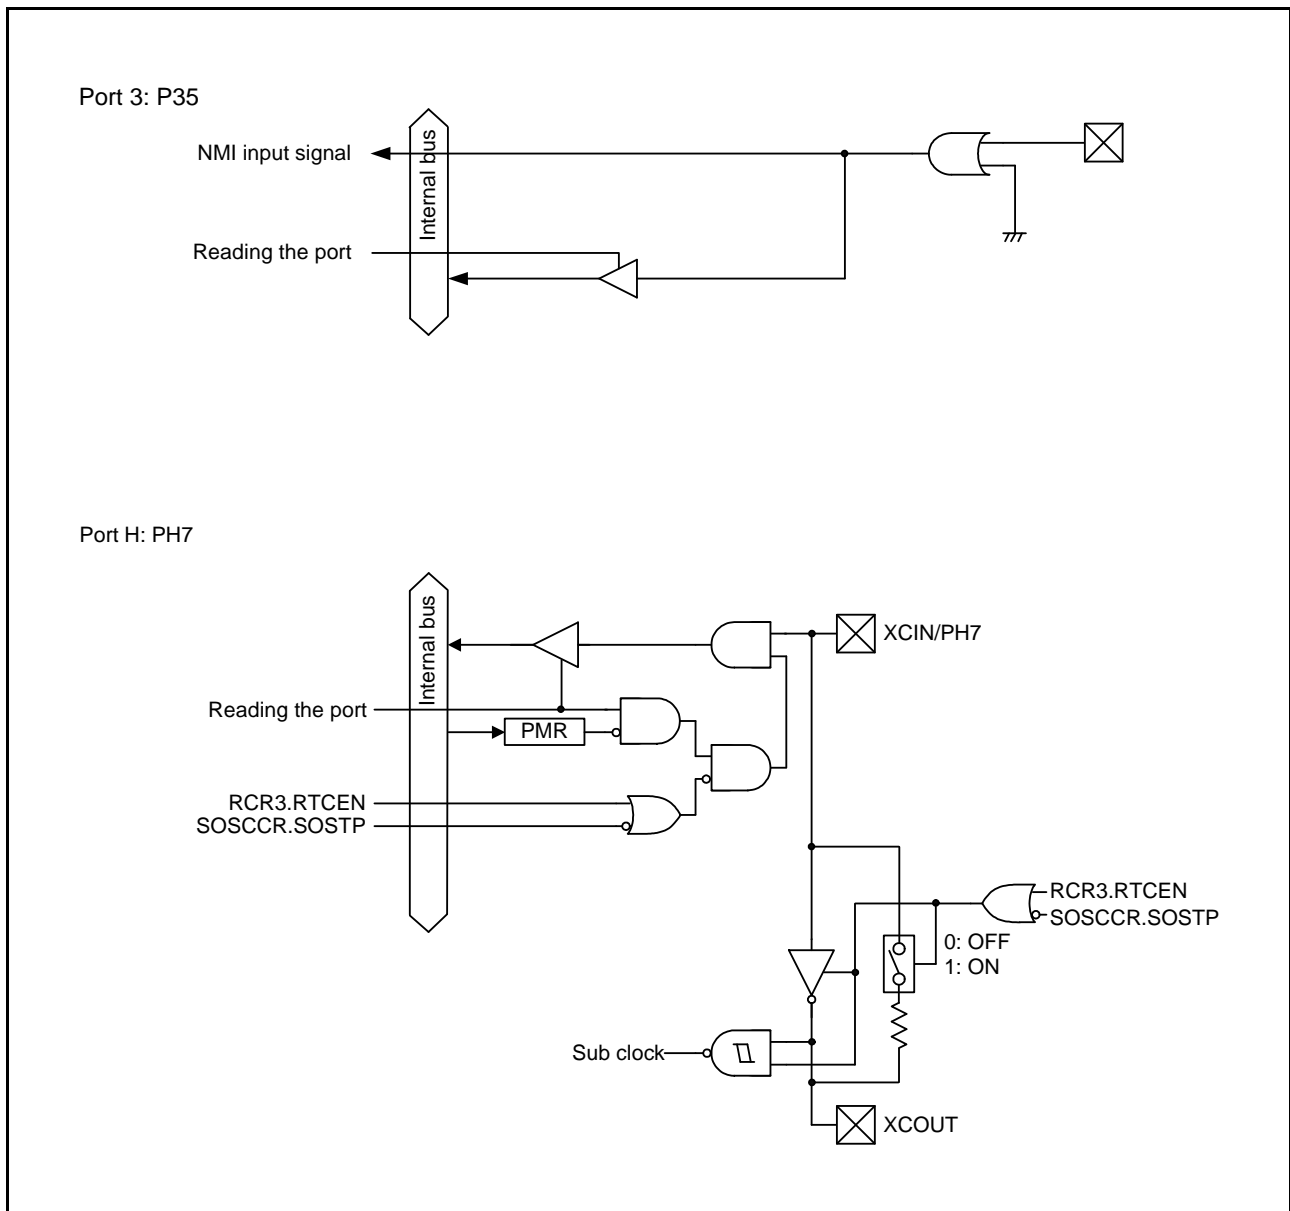 Port 3: P35
Internal bus
NMI input signal
Reading the port
Port H: PH7
Internal bus
XCIN/PH7
Reading the port
PMR
RCR3.RTCEN
SOSCCR.SOSTP
RCR3.RTCEN
SOSCCR.SOSTP
0: OFF
1: ON
Sub clock
XCOUT